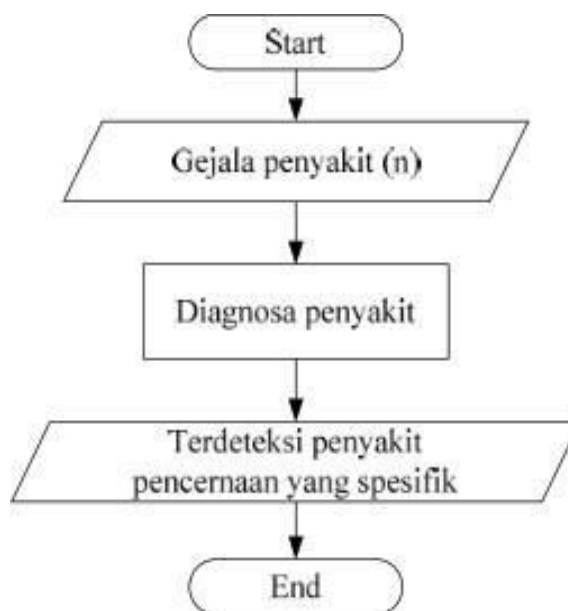 Start
Gejala penyakit (n)
Diagnosa penyakit
Terdeteksi penyakit
pencernaan yang spesifik
End